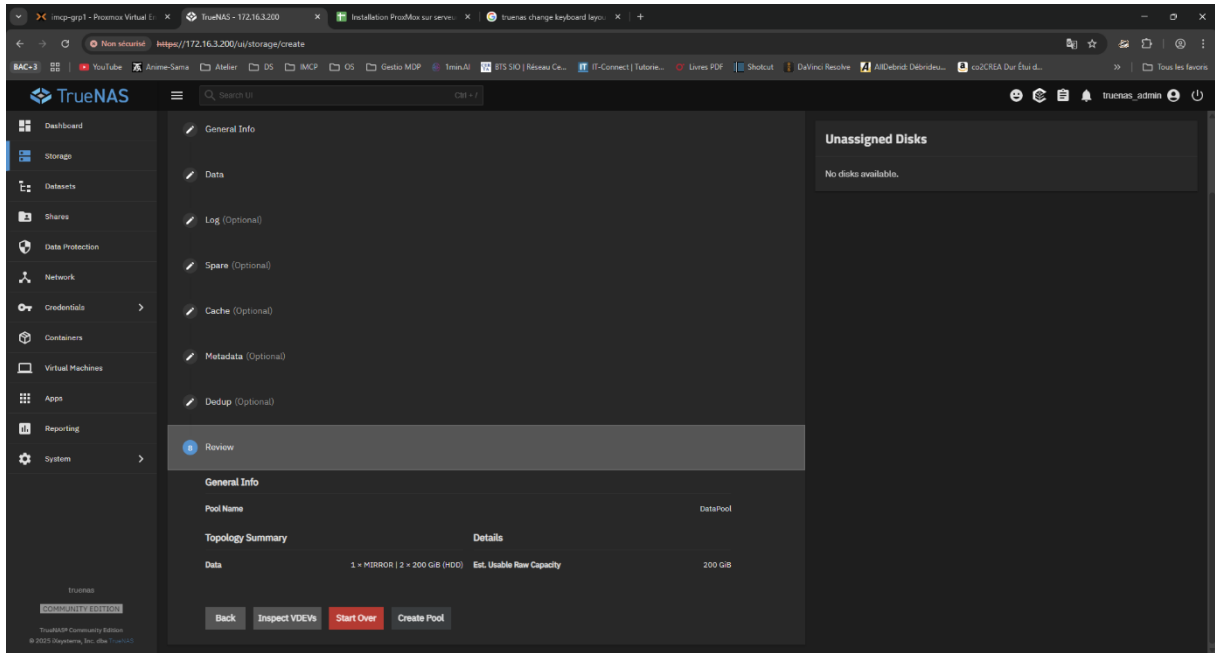 imcp-grp1 - Proxmox Virtual En
TrueNAS - 172.16.3.200
Installation ProxMox sur serveu
truenas change keyboard layou
Non sécurisé https://172.16.3.200/ui/storage/create
BAC+3
YouTube
Anime-Sama
Atelier
DS
IMCP
OS
Gestio MDP
1min.AI
BTS SIO | Réseau Ce...
IT-Connect | Tutorie...
Livres PDF
Shotcut
DaVinci Resolve
AllDebrid: Débrideu...
co2CREA Dur Étui d...
Tous les favoris
TrueNAS
Search UI
Ctrl + /
truenas_admin
Dashboard
Storage
Datasets
Shares
Data Protection
Network
Credentials
Containers
Virtual Machines
Apps
Reporting
System
truenas
COMMUNITY EDITION
TrueNAS® Community Edition
© 2025 iXsystems, Inc. dba TrueNAS
General Info
Data
Log (Optional)
Spare (Optional)
Cache (Optional)
Metadata (Optional)
Dedup (Optional)
8 Review
General Info
Pool Name DataPool
Topology Summary Details
Data 1 × MIRROR | 2 × 200 GiB (HDD) Est. Usable Raw Capacity 200 GiB
Back Inspect VDEVs Start Over Create Pool
Unassigned Disks
No disks available.